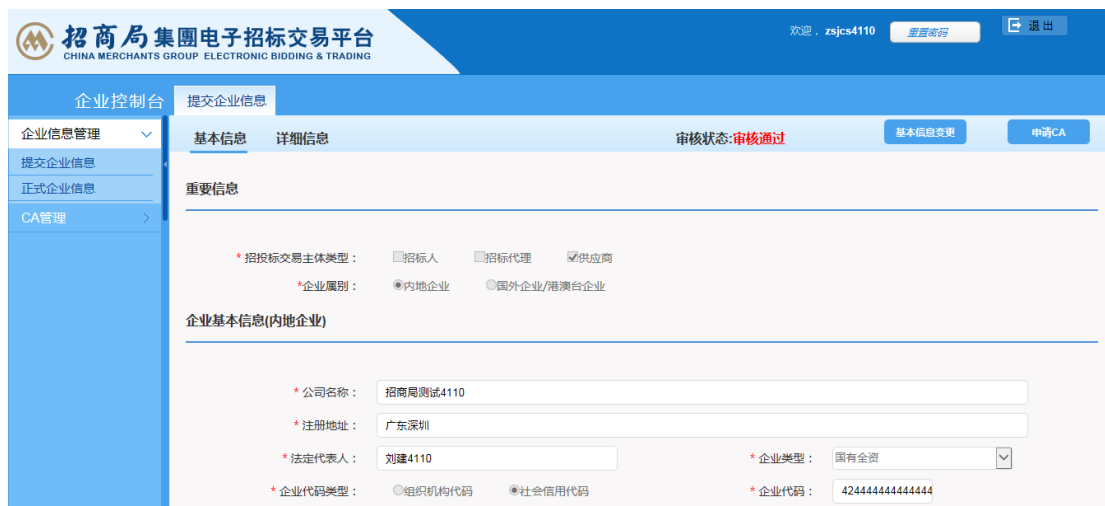 招商局集團电子招标交易平台
CHINA MERCHANTS GROUP ELECTRONIC BIDDING & TRADING
欢迎，zsjcs4110 重置密码 退出
企业控制台 提交企业信息
企业信息管理
提交企业信息
正式企业信息
CA管理
基本信息 详细信息 审核状态:审核通过 基本信息变更 申请CA
重要信息
* 招投标交易主体类型： 招标人 招标代理 供应商
*企业属别： 内地企业 国外企业/港澳台企业
企业基本信息(内地企业)
* 公司名称： 招商局测试4110
* 注册地址： 广东深圳
* 法定代表人： 刘建4110 * 企业类型： 国有全资
* 企业代码类型： 组织机构代码 社会信用代码 * 企业代码： 424444444444444